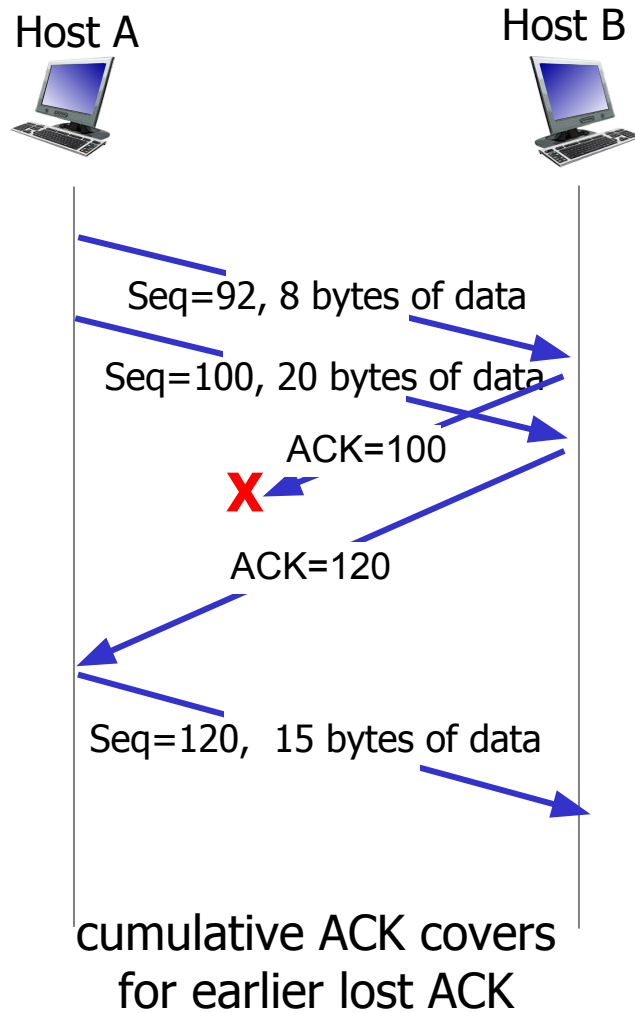 Host A
Host B
Seq=92, 8 bytes of data
Seq=100, 20 bytes of data
ACK=100
X
ACK=120
Seq=120, 15 bytes of data
cumulative ACK covers
for earlier lost ACK